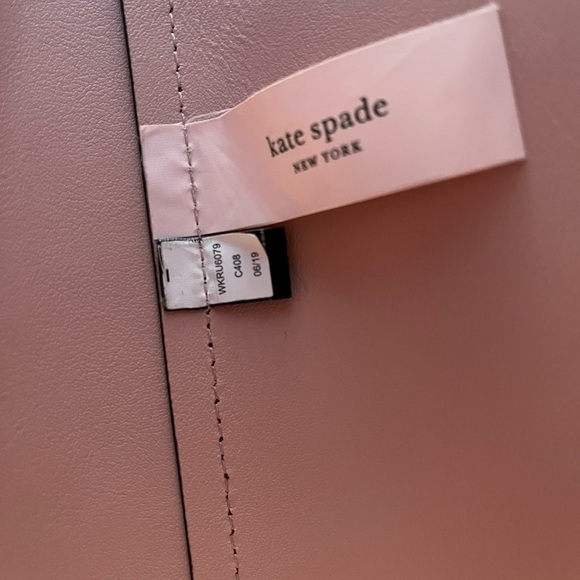 kate spade
NEW YORK
WKRU6079
C408
06/19